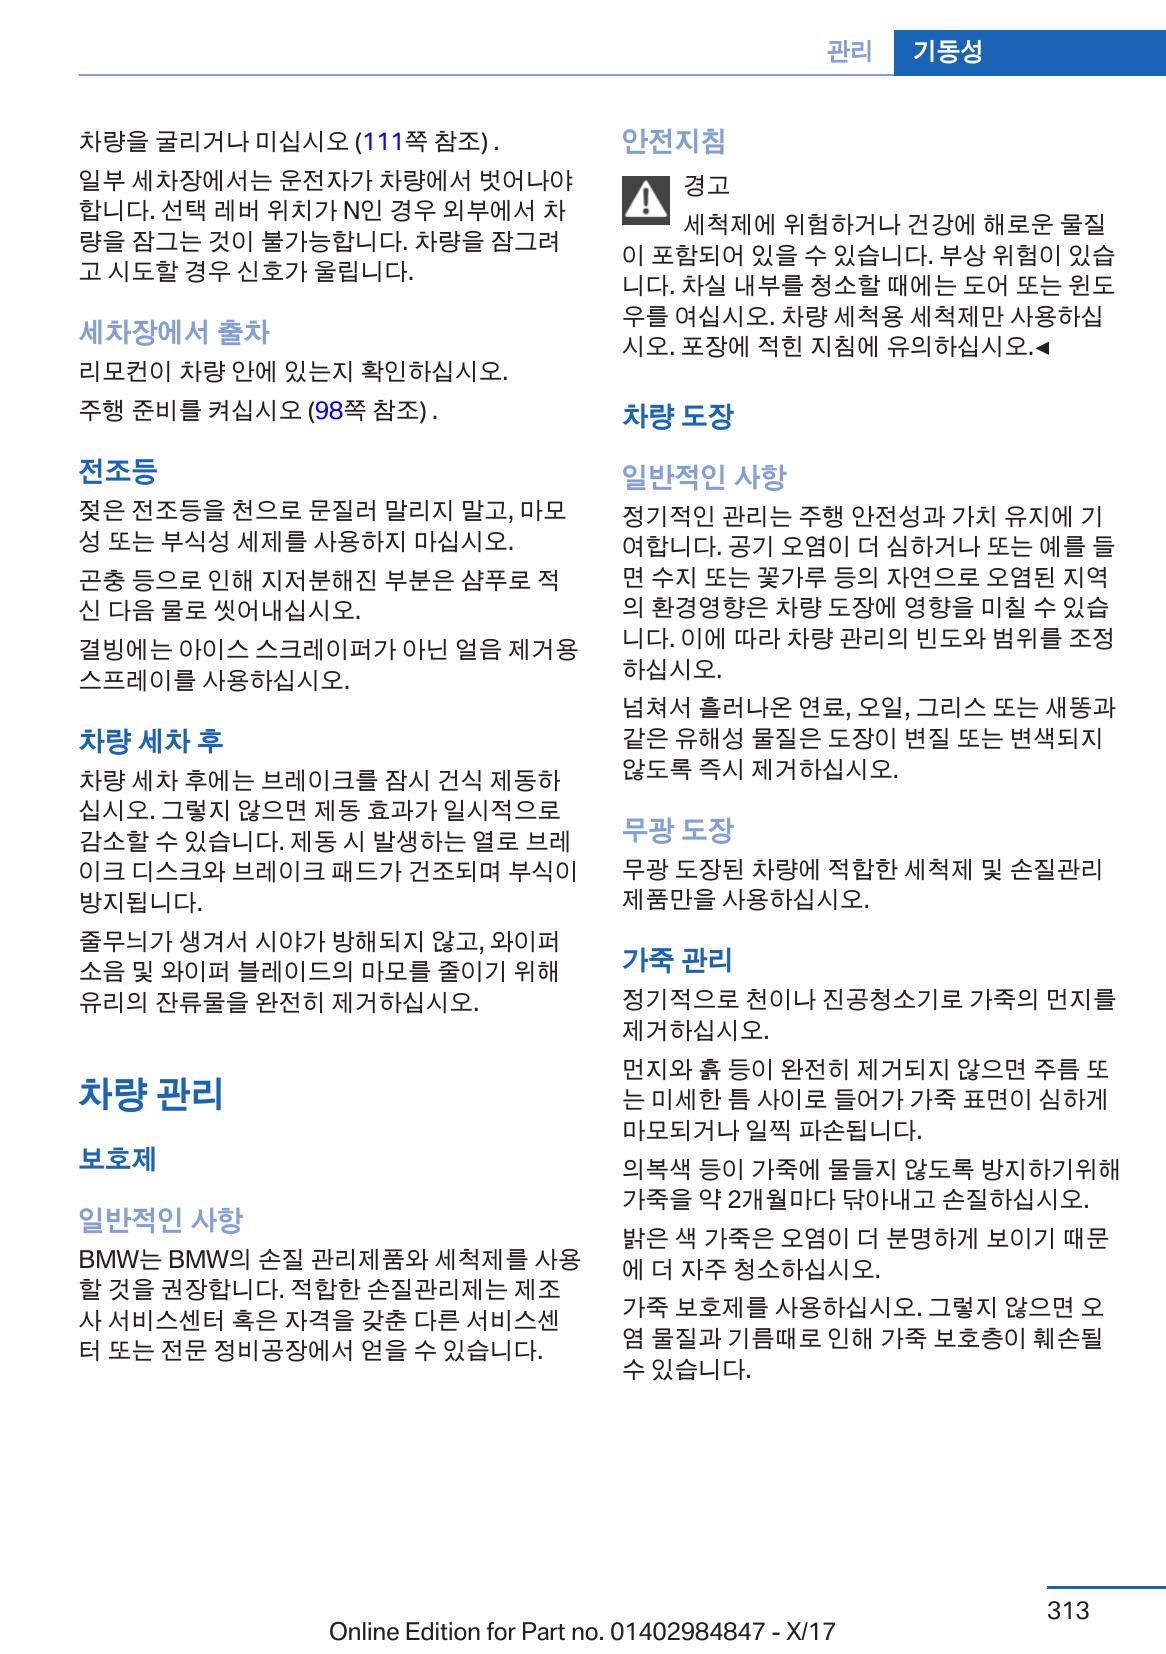 관리 기동성
차량을 굴리거나 미십시오 (111쪽 참조) .
일부 세차장에서는 운전자가 차량에서 벗어나야
합니다. 선택 레버 위치가 N인 경우 외부에서 차
량을 잠그는 것이 불가능합니다. 차량을 잠그려
고 시도할 경우 신호가 울립니다.
세차장에서 출차
리모컨이 차량 안에 있는지 확인하십시오.
주행 준비를 켜십시오 (98쪽 참조) .
전조등
젖은 전조등을 천으로 문질러 말리지 말고, 마모
성 또는 부식성 세제를 사용하지 마십시오.
곤충 등으로 인해 지저분해진 부분은 샴푸로 적
신 다음 물로 씻어내십시오.
결빙에는 아이스 스크레이퍼가 아닌 얼음 제거용
스프레이를 사용하십시오.
차량 세차 후
차량 세차 후에는 브레이크를 잠시 건식 제동하
십시오. 그렇지 않으면 제동 효과가 일시적으로
감소할 수 있습니다. 제동 시 발생하는 열로 브레
이크 디스크와 브레이크 패드가 건조되며 부식이
방지됩니다.
줄무늬가 생겨서 시야가 방해되지 않고, 와이퍼
소음 및 와이퍼 블레이드의 마모를 줄이기 위해
유리의 잔류물을 완전히 제거하십시오.
차량 관리
보호제
일반적인 사항
BMW는 BMW의 손질 관리제품와 세척제를 사용
할 것을 권장합니다. 적합한 손질관리제는 제조
사 서비스센터 혹은 자격을 갖춘 다른 서비스센
터 또는 전문 정비공장에서 얻을 수 있습니다.
안전지침
경고
세척제에 위험하거나 건강에 해로운 물질
이 포함되어 있을 수 있습니다. 부상 위험이 있습
니다. 차실 내부를 청소할 때에는 도어 또는 윈도
우를 여십시오. 차량 세척용 세척제만 사용하십
시오. 포장에 적힌 지침에 유의하십시오.◄
차량 도장
일반적인 사항
정기적인 관리는 주행 안전성과 가치 유지에 기
여합니다. 공기 오염이 더 심하거나 또는 예를 들
면 수지 또는 꽃가루 등의 자연으로 오염된 지역
의 환경영향은 차량 도장에 영향을 미칠 수 있습
니다. 이에 따라 차량 관리의 빈도와 범위를 조정
하십시오.
넘쳐서 흘러나온 연료, 오일, 그리스 또는 새똥과
같은 유해성 물질은 도장이 변질 또는 변색되지
않도록 즉시 제거하십시오.
무광 도장
무광 도장된 차량에 적합한 세척제 및 손질관리
제품만을 사용하십시오.
가죽 관리
정기적으로 천이나 진공청소기로 가죽의 먼지를
제거하십시오.
먼지와 흙 등이 완전히 제거되지 않으면 주름 또
는 미세한 틈 사이로 들어가 가죽 표면이 심하게
마모되거나 일찍 파손됩니다.
의복색 등이 가죽에 물들지 않도록 방지하기위해
가죽을 약 2개월마다 닦아내고 손질하십시오.
밝은 색 가죽은 오염이 더 분명하게 보이기 때문
에 더 자주 청소하십시오.
가죽 보호제를 사용하십시오. 그렇지 않으면 오
염 물질과 기름때로 인해 가죽 보호층이 훼손될
수 있습니다.
313
Online Edition for Part no. 01402984847 - X/17